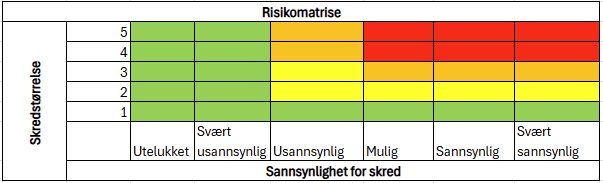 Risikomatrise
Skredstørrelse
5
4
3
2
1
Utelukket
Svært
usannsynlig
Usannsynlig
Mulig
Sannsynlig
Svært
sannsynlig
Sannsynlighet for skred